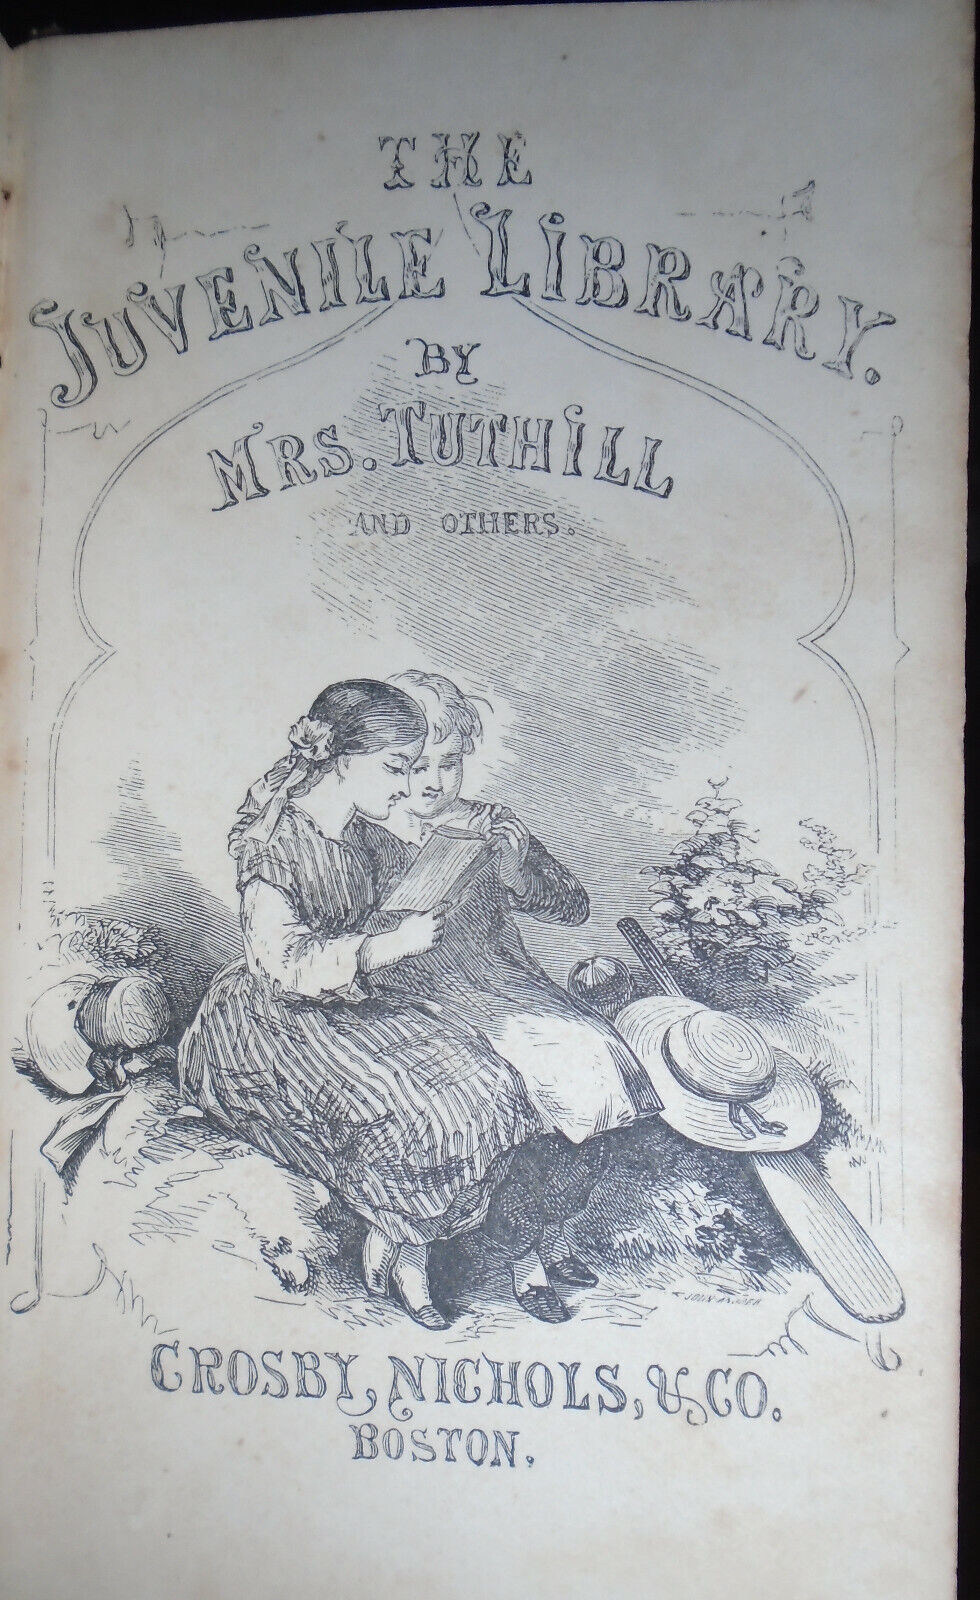 THE
JUVENILE LIBRARY.
BY
MRS. TUTHILL
AND OTHERS.
CROSBY, NICHOLS, & CO.
BOSTON.